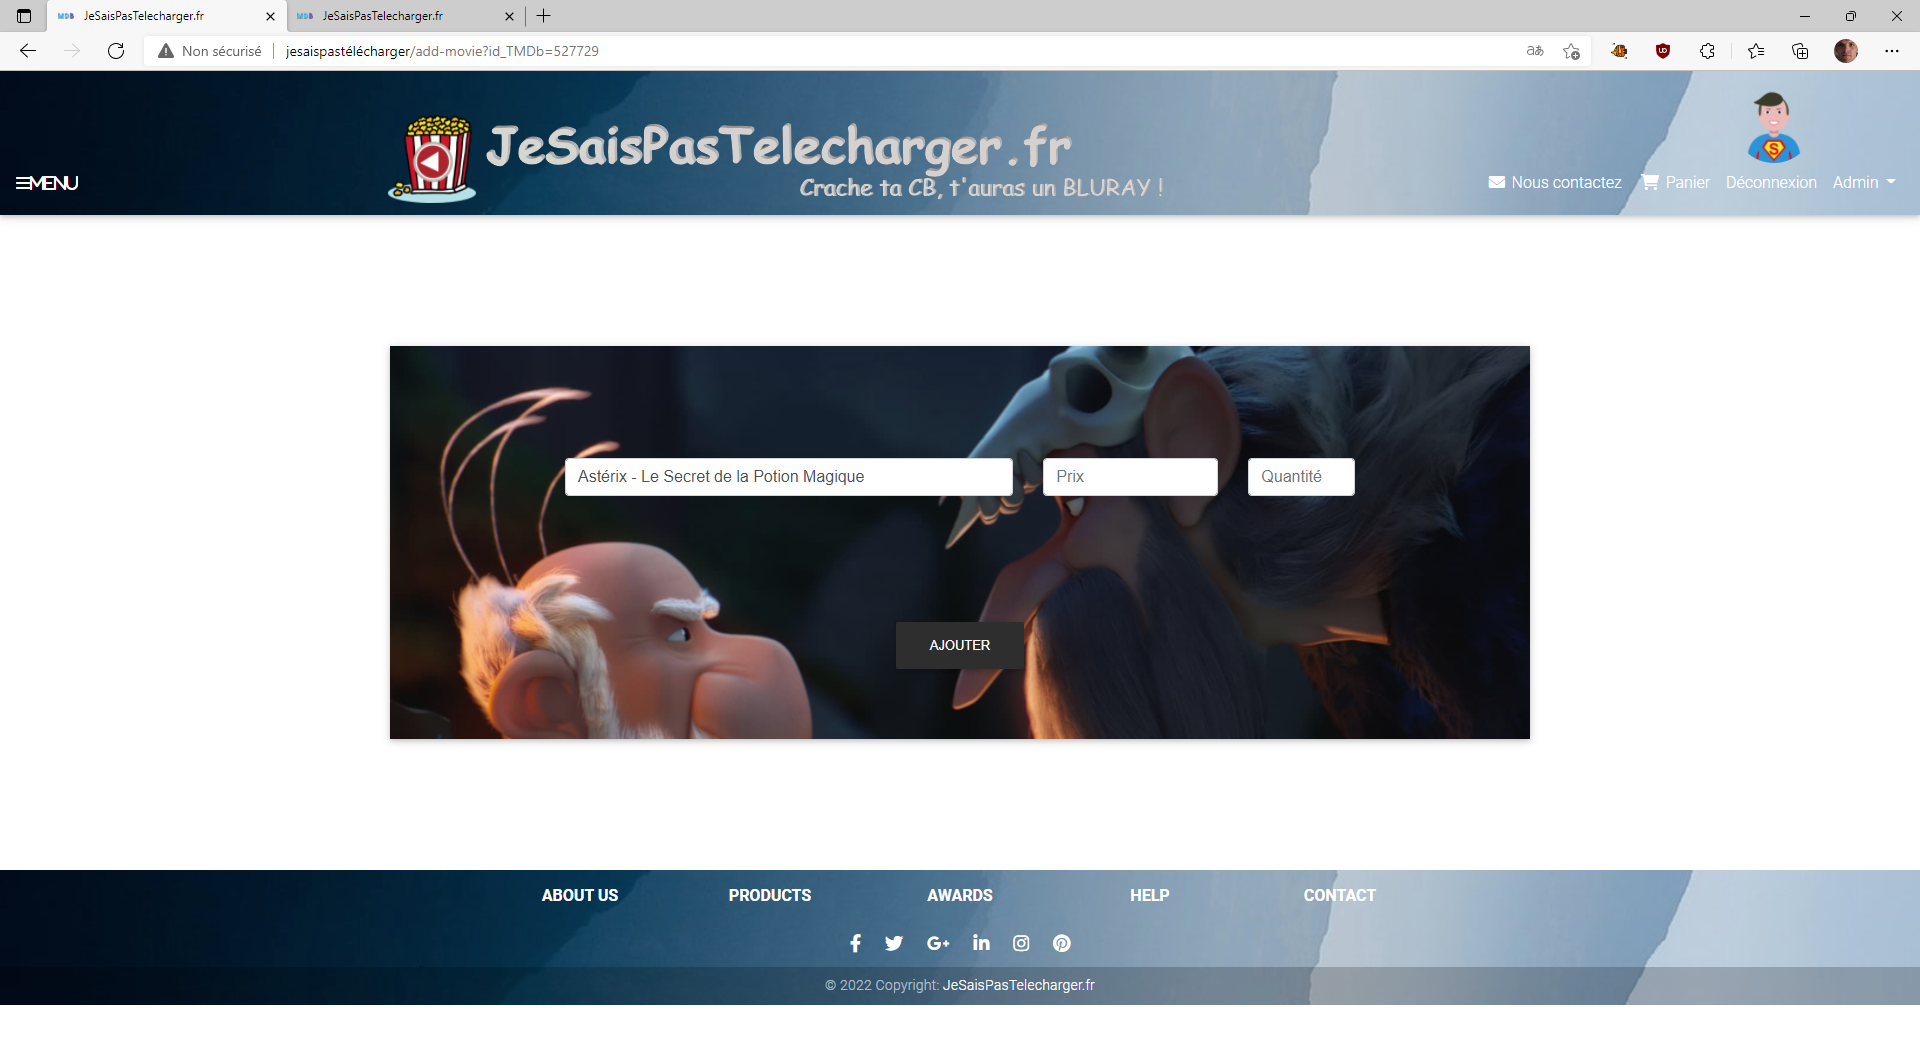 JeSaisPasTelecharger.fr
JeSaisPasTelecharger.fr
Non sécurisé
jesaispastélécharger/add-movie?id_TMDb=527729
JeSaisPasTelecharger.fr
Crache ta CB, t'auras un BLURAY !
MENU
Nous contactez
Panier
Déconnexion
Admin
Astérix - Le Secret de la Potion Magique
Prix
Quantité
AJOUTER
ABOUT US
PRODUCTS
AWARDS
HELP
CONTACT
© 2022 Copyright: JeSaisPasTelecharger.fr